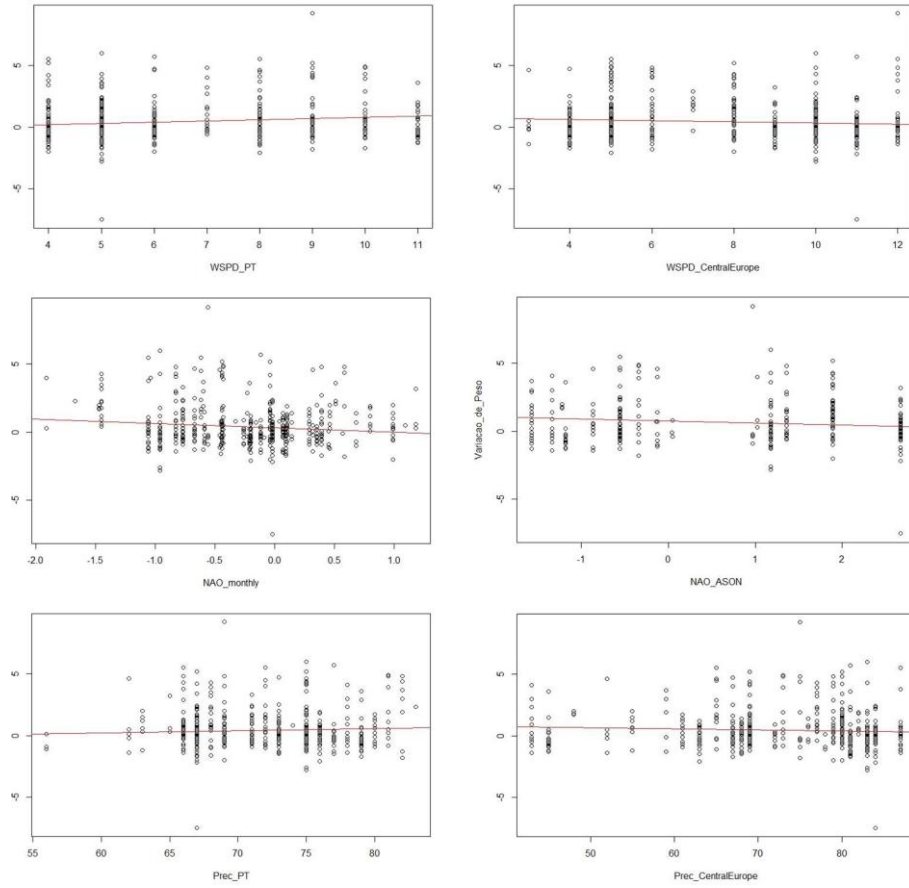 5
0
-5
4 5 6 7 8 9 10 11
WSPD_PT
5
0
-5
4 6 8 10 12
WSPD_CentralEurope
5
0
-5
-2.0 -1.5 -1.0 -0.5 0.0 0.5 1.0
NAO_monthly
Variacao_de_Peso
5
0
-5
-1 0 1 2
NAO_ASON
5
0
-5
55 60 65 70 75 80
Prec_PT
5
0
-5
50 60 70 80
Prec_CentralEurope